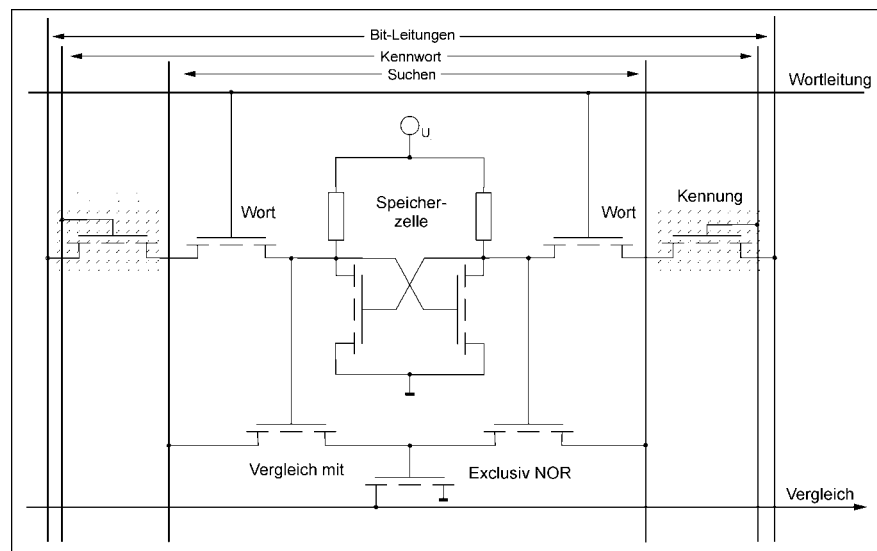 Bit-Leitungen
Kennwort
Suchen
Wortleitung
U
Wort
Speicher-
zelle
Wort
Kennung
Vergleich mit
Exclusiv NOR
Vergleich